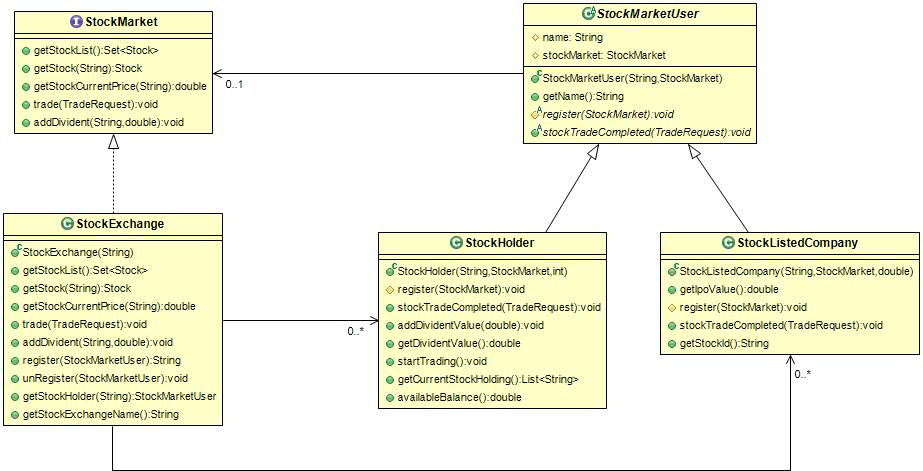 StockMarket
getStockList():Set<Stock>
getStock(String):Stock
getStockCurrentPrice(String):double
trade(TradeRequest):void
addDivident(String,double):void
StockMarketUser
name: String
stockMarket: StockMarket
StockMarketUser(String,StockMarket)
getName():String
register(StockMarket):void
stockTradeCompleted(TradeRequest):void
0..1
StockExchange
StockExchange(String)
getStockList():Set<Stock>
getStock(String):Stock
getStockCurrentPrice(String):double
trade(TradeRequest):void
addDivident(String,double):void
register(StockMarketUser):String
unRegister(StockMarketUser):void
getStockHolder(String):StockMarketUser
getStockExchangeName():String
0..*
StockHolder
StockHolder(String,StockMarket,int)
register(StockMarket):void
stockTradeCompleted(TradeRequest):void
addDividentValue(double):void
getDividentValue():double
startTrading():void
getCurrentStockHolding():List<String>
availableBalance():double
StockListedCompany
StockListedCompany(String,StockMarket,double)
getIpoValue():double
register(StockMarket):void
stockTradeCompleted(TradeRequest):void
getStockId():String
0..*